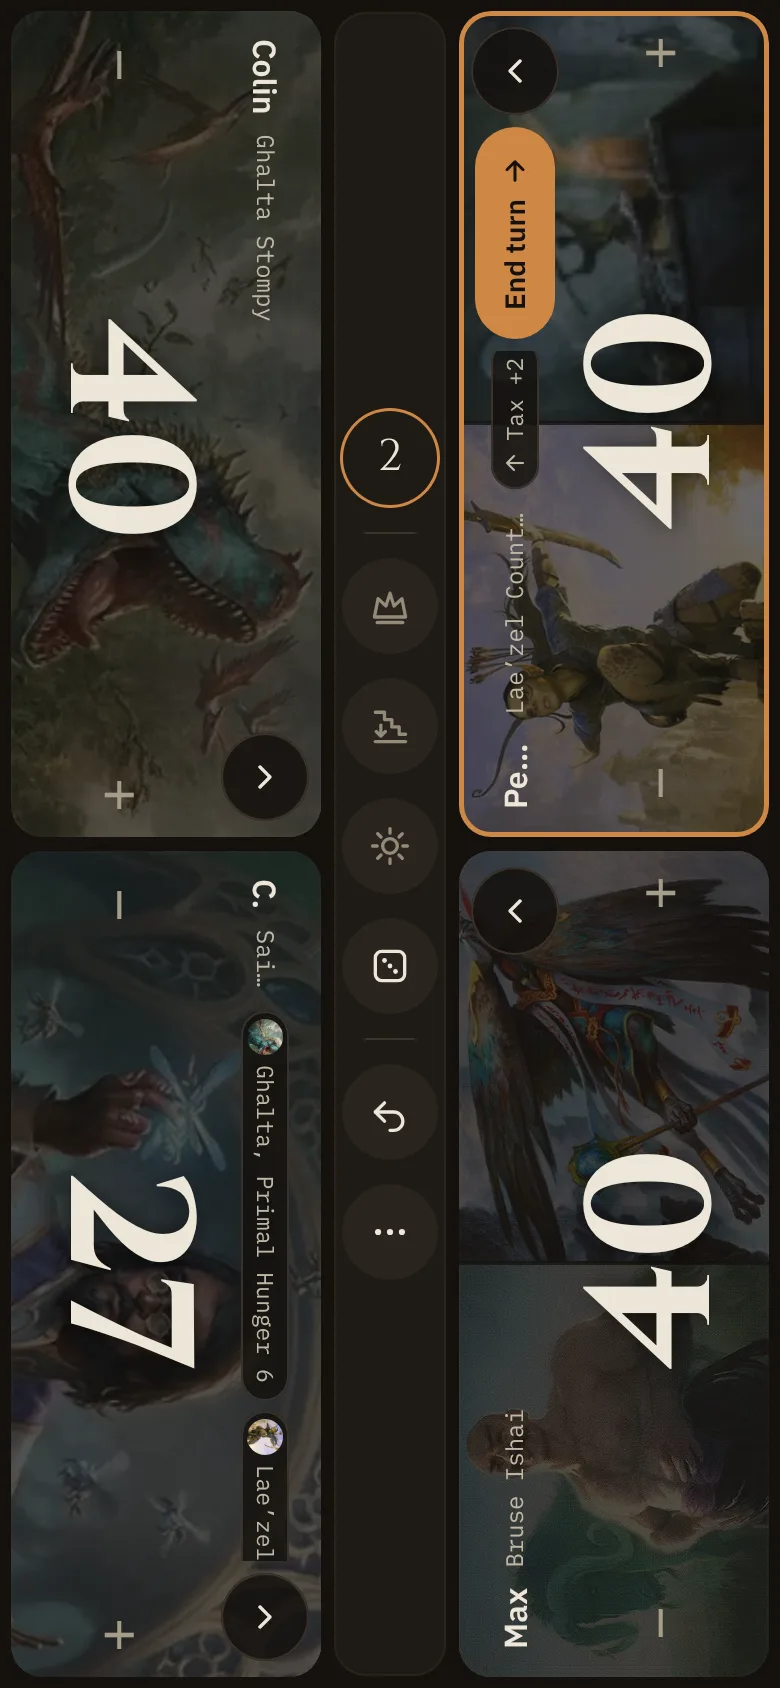 Colin Ghalta Stompy
40
C. Sai…
Ghalta, Primal Hunger 6
Lae'zel
27
2
Pe… Lae'zel Count…
↑ Tax +2
End turn →
40
Max Bruse Ishai
40